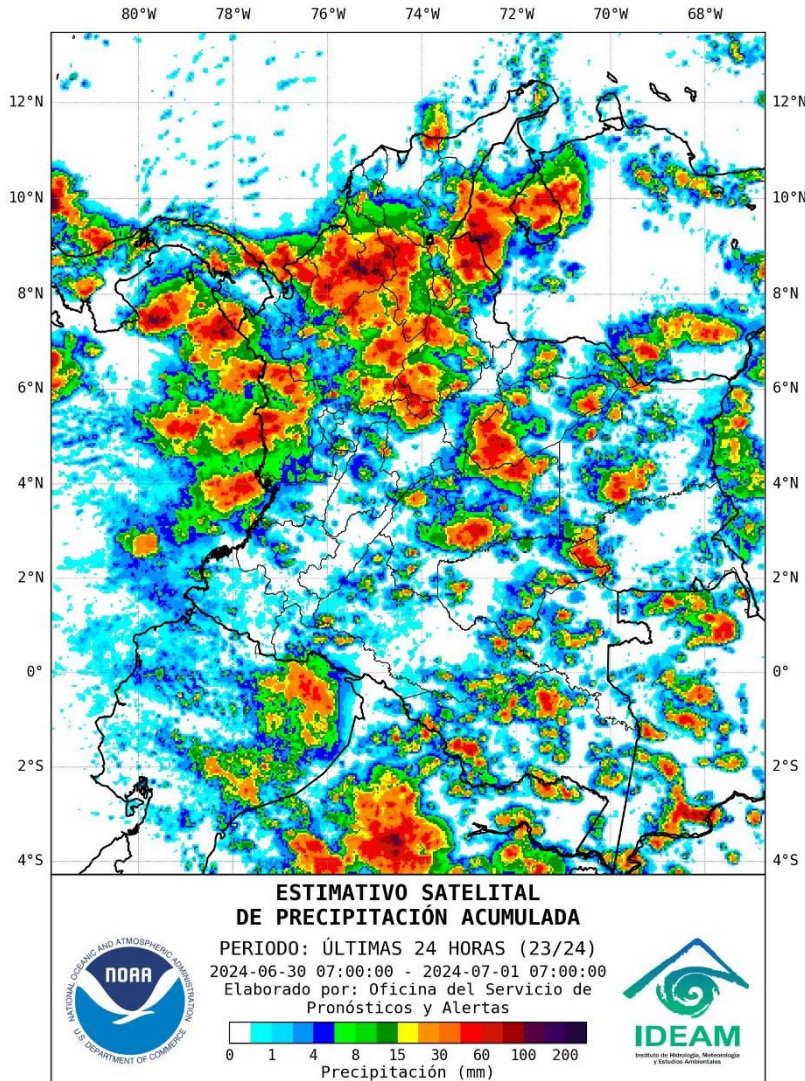 80°W 78°W 76°W 74°W 72°W 70°W 68°W
12°N 12°N
10°N 10°N
8°N 8°N
6°N 6°N
4°N 4°N
2°N 2°N
0° 0°
2°S 2°S
4°S 4°S
ESTIMATIVO SATELITAL
DE PRECIPITACIÓN ACUMULADA
PERIODO: ÚLTIMAS 24 HORAS (23/24)
2024-06-30 07:00:00 - 2024-07-01 07:00:00
Elaborado por: Oficina del Servicio de
Pronósticos y Alertas
0 1 4 8 15 30 60 100 200
Precipitación (mm)
NATIONAL OCEANIC AND ATMOSPHERIC ADMINISTRATION
NOAA
U.S. DEPARTMENT OF COMMERCE
IDEAM
Instituto de Hidrología, Meteorología
y Estudios Ambientales